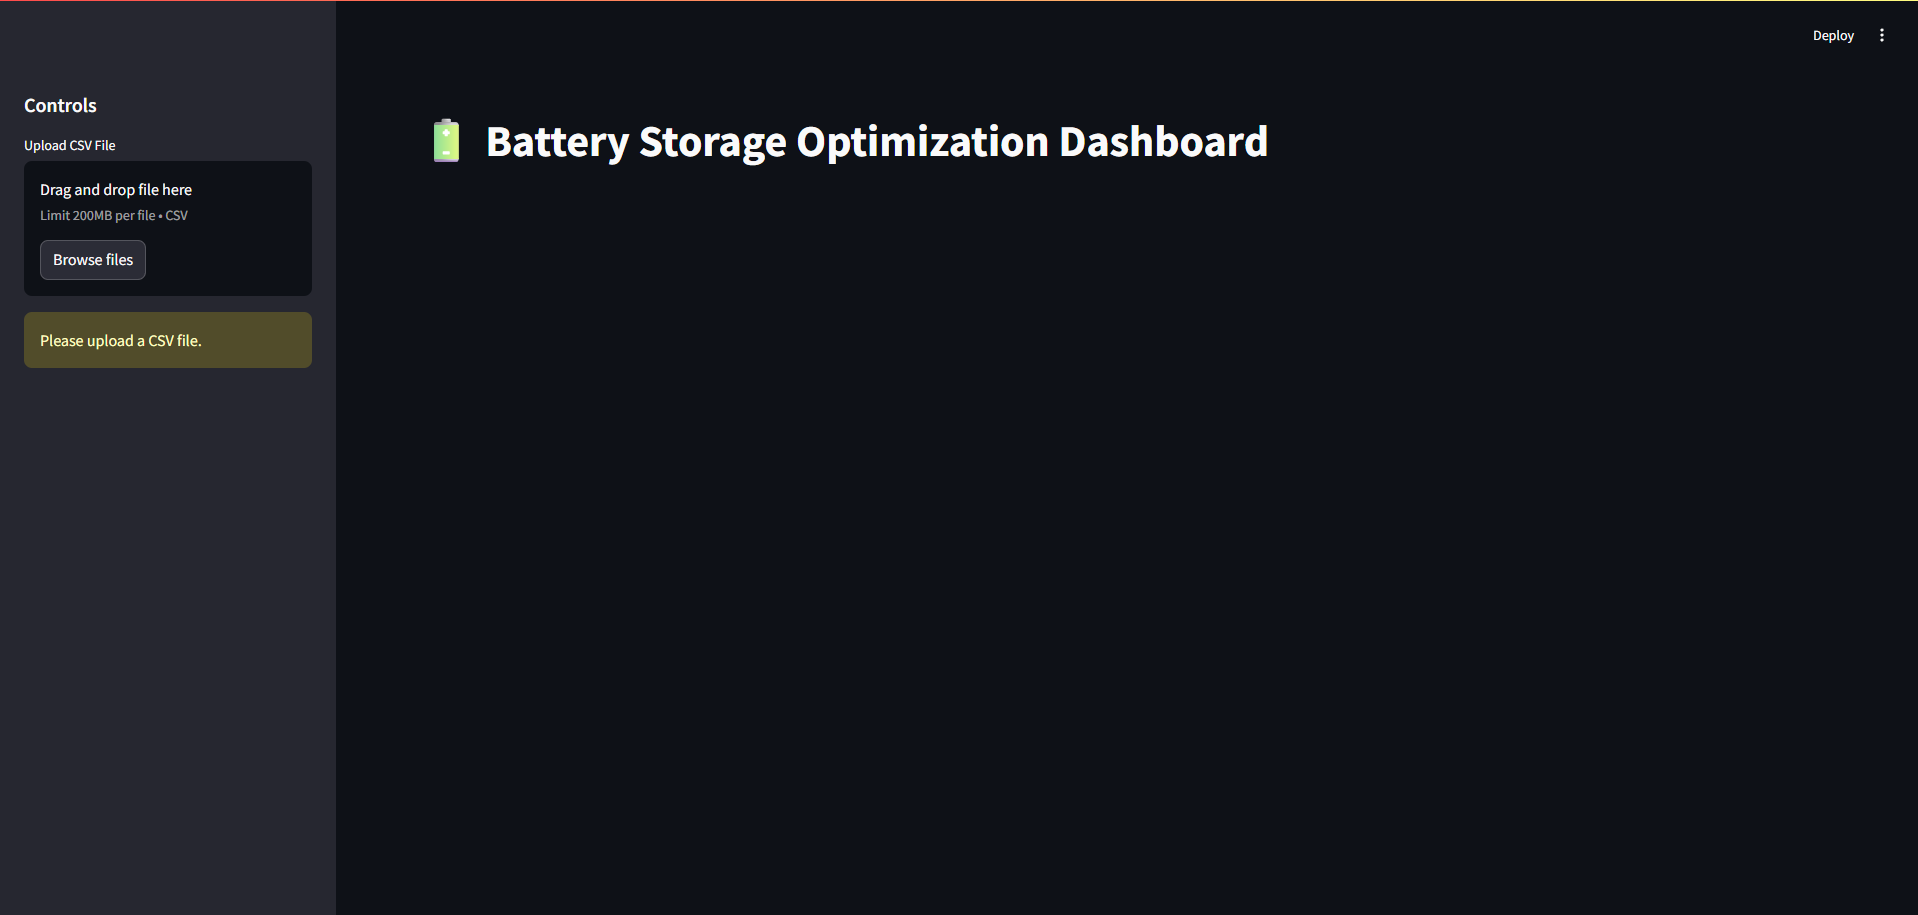 Deploy
Controls
Upload CSV File
Drag and drop file here
Limit 200MB per file • CSV
Browse files
Please upload a CSV file.
Battery Storage Optimization Dashboard